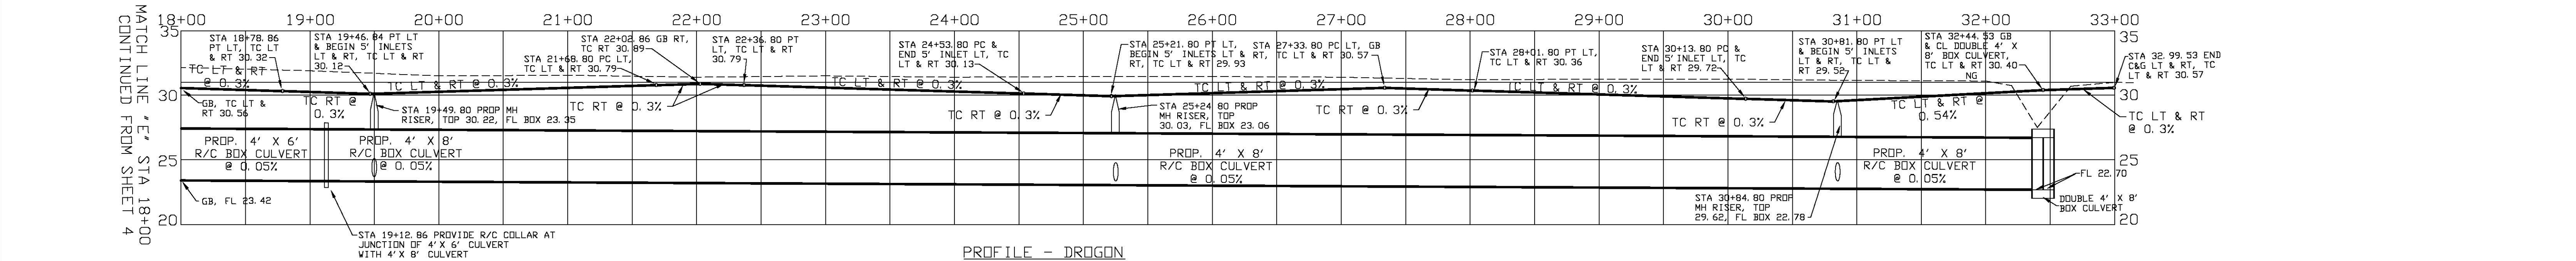 18+00 19+00 20+00 21+00 22+00 23+00 24+00 25+00 26+00 27+00 28+00 29+00 30+00 31+00 32+00 33+00
35
30
25
20
35
30
25
20
MATCH LINE "E" STA 18+00
CONTINUED FROM SHEET 4
STA 18+78.86
PT LT, TC LT
& RT 30.32
TC LT & RT
@ 0.3%
GB, TC LT &
RT 30.56
STA 19+46.84 PT LT
& BEGIN 5' INLETS
LT & RT, TC LT & RT
30.12
TC RT @
0.3%
TC LT & RT @ 0.3%
STA 19+49.80 PROP MH
RISER, TOP 30.22, FL BOX 23.35
PROP. 4' X 6'
R/C BOX CULVERT
@ 0.05%
PROP. 4' X 8'
R/C BOX CULVERT
@ 0.05%
GB, FL 23.42
STA 19+12.86 PROVIDE R/C COLLAR AT
JUNCTION OF 4'X 6' CULVERT
WITH 4'X 8' CULVERT
STA 21+68.80 PC LT,
TC LT & RT 30.79
STA 22+02.86 GB RT,
TC RT 30.89
TC RT @ 0.3%
STA 22+36.80 PT
LT, TC LT & RT
30.79
TC LT & RT @ 0.3%
STA 24+53.80 PC &
END 5' INLET LT, TC
LT & RT 30.13
TC RT @ 0.3%
STA 25+21.80 PT LT,
BEGIN 5' INLETS LT &
RT, TC LT & RT 29.93
STA 25+24.80 PROP
MH RISER, TOP
30.03, FL BOX 23.06
TC LT & RT @ 0.3%
PROP. 4' X 8'
R/C BOX CULVERT
@ 0.05%
STA 27+33.80 PC LT, GB
RT, TC LT & RT 30.57
TC RT @ 0.3%
STA 28+01.80 PT LT,
TC LT & RT 30.36
TC LT & RT @ 0.3%
STA 30+13.80 PC &
END 5' INLET LT, TC
LT & RT 29.72
TC RT @ 0.3%
STA 30+81.80 PT LT
& BEGIN 5' INLETS
LT & RT, TC LT &
RT 29.52
STA 30+84.80 PROP
MH RISER, TOP
29.62, FL BOX 22.78
STA 32+44.53 GB
& CL DOUBLE 4' X
8' BOX CULVERT,
TC LT & RT 30.40
NG
TC LT & RT @
0.54%
PROP. 4' X 8'
R/C BOX CULVERT
@ 0.05%
STA 32.99.53 END
C&G LT & RT, TC
LT & RT 30.57
TC LT & RT
@ 0.3%
FL 22.70
DOUBLE 4' X 8'
BOX CULVERT
PROFILE - DROGON